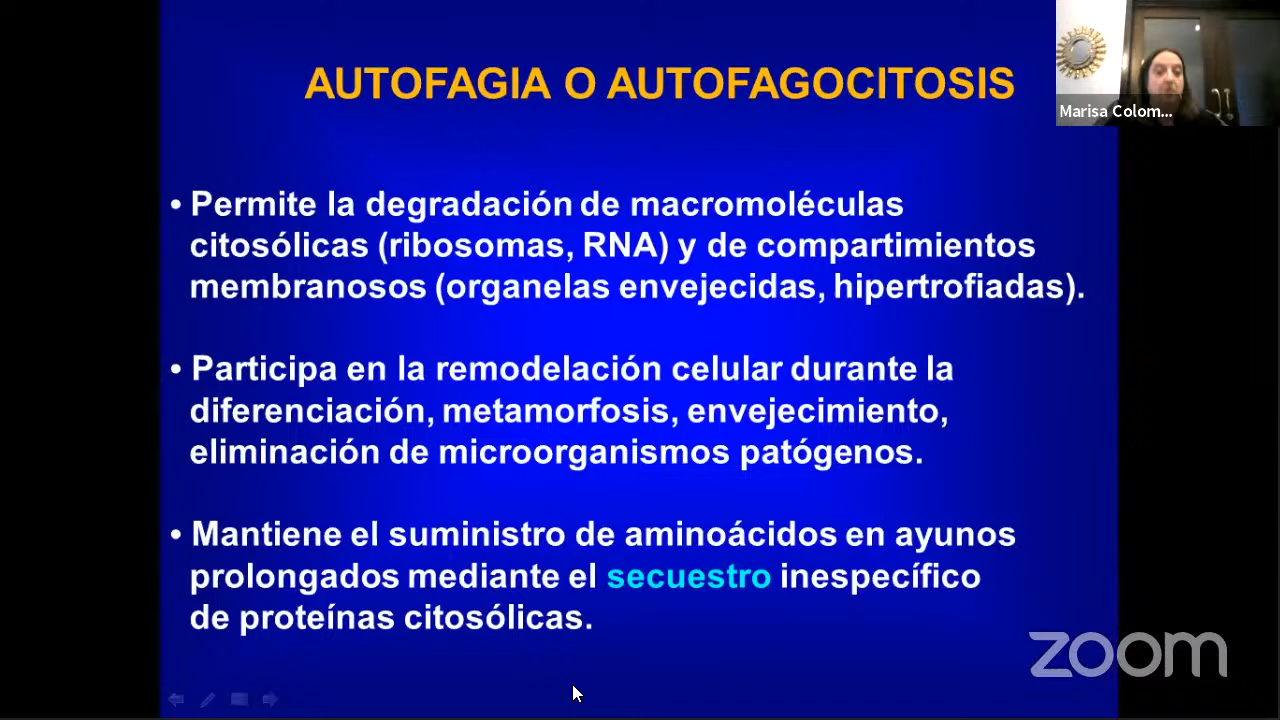 AUTOFAGIA O AUTOFAGOCITOSIS
Marisa Colom...
• Permite la degradación de macromoléculas
citosólicas (ribosomas, RNA) y de compartimientos
membranosos (organelas envejecidas, hipertrofiadas).
• Participa en la remodelación celular durante la
diferenciación, metamorfosis, envejecimiento,
eliminación de microorganismos patógenos.
• Mantiene el suministro de aminoácidos en ayunos
prolongados mediante el secuestro inespecífico
de proteínas citosólicas.
zoom